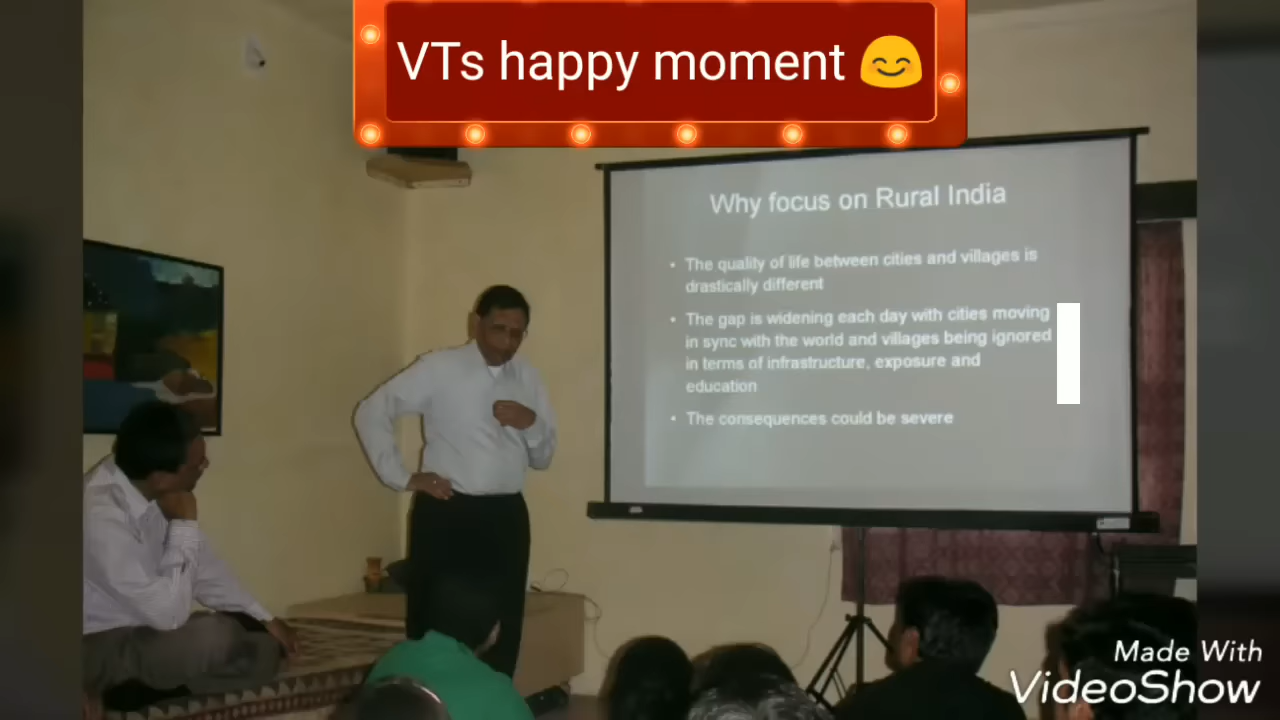 VTs happy moment 😊
Why focus on Rural India
• The quality of life between cities and villages is
drastically different
• The gap is widening each day with cities moving
in sync with the world and villages being ignored
in terms of infrastructure, exposure and
education
• The consequences could be severe
Made With
VideoShow